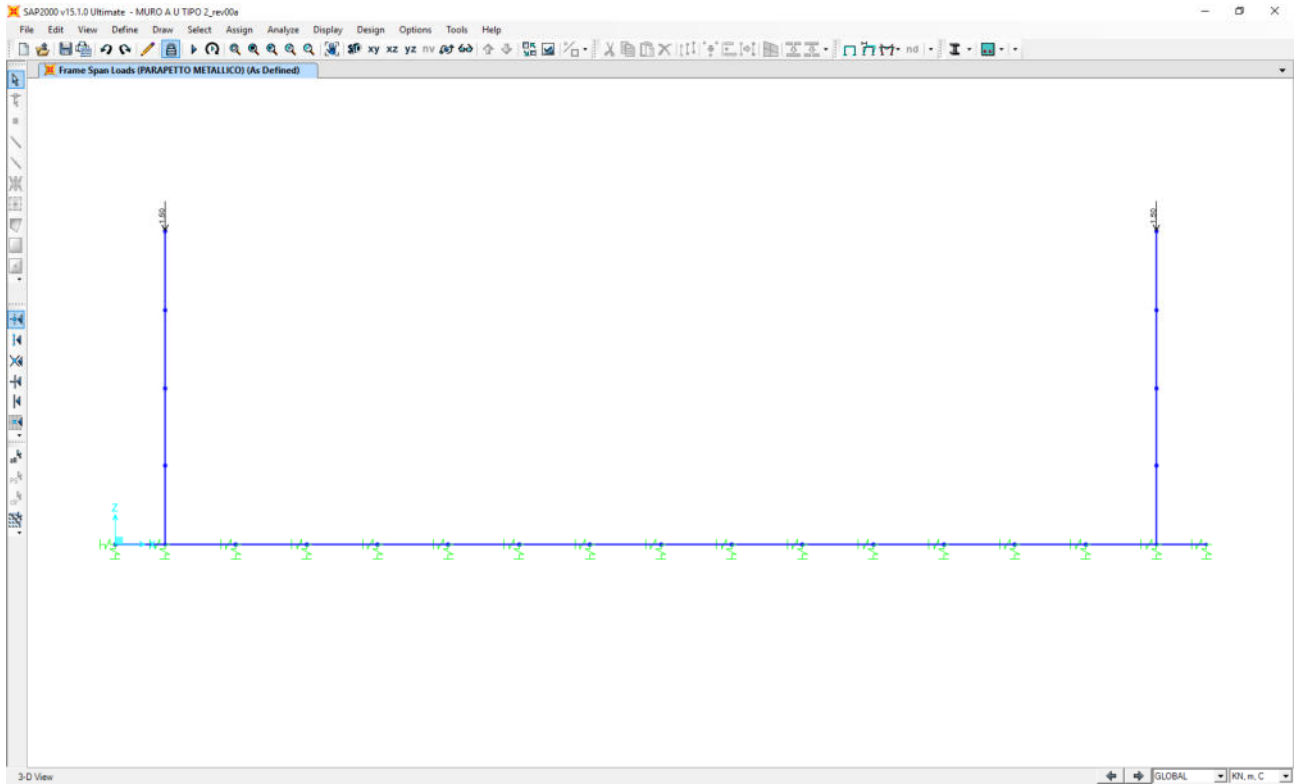 SAP2000 v15.1.0 Ultimate - MURO A U TIPO 2_rev00a
File Edit View Define Draw Select Assign Analyze Display Design Options Tools Help
xy xz yz nv nd
Frame Span Loads (PARAPETTO METALLICO) (As Defined)
1.50
1.50
Z
3-D View
GLOBAL
KN, m, C